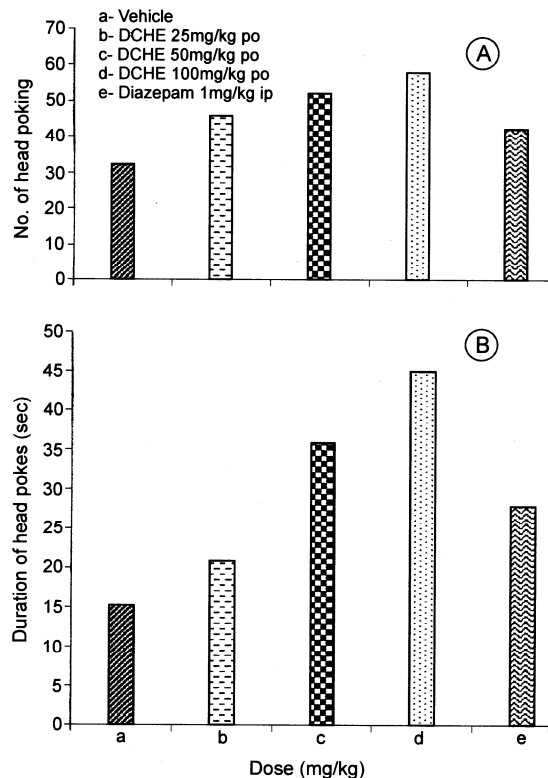 a- Vehicle
b- DCHE 25mg/kg po
c- DCHE 50mg/kg po
d- DCHE 100mg/kg po
e- Diazepam 1mg/kg ip
A
No. of head poking
70
60
50
40
30
20
10
0
B
Duration of head pokes (sec)
50
45
40
35
30
25
20
15
10
5
0
a b c d e
Dose (mg/kg)